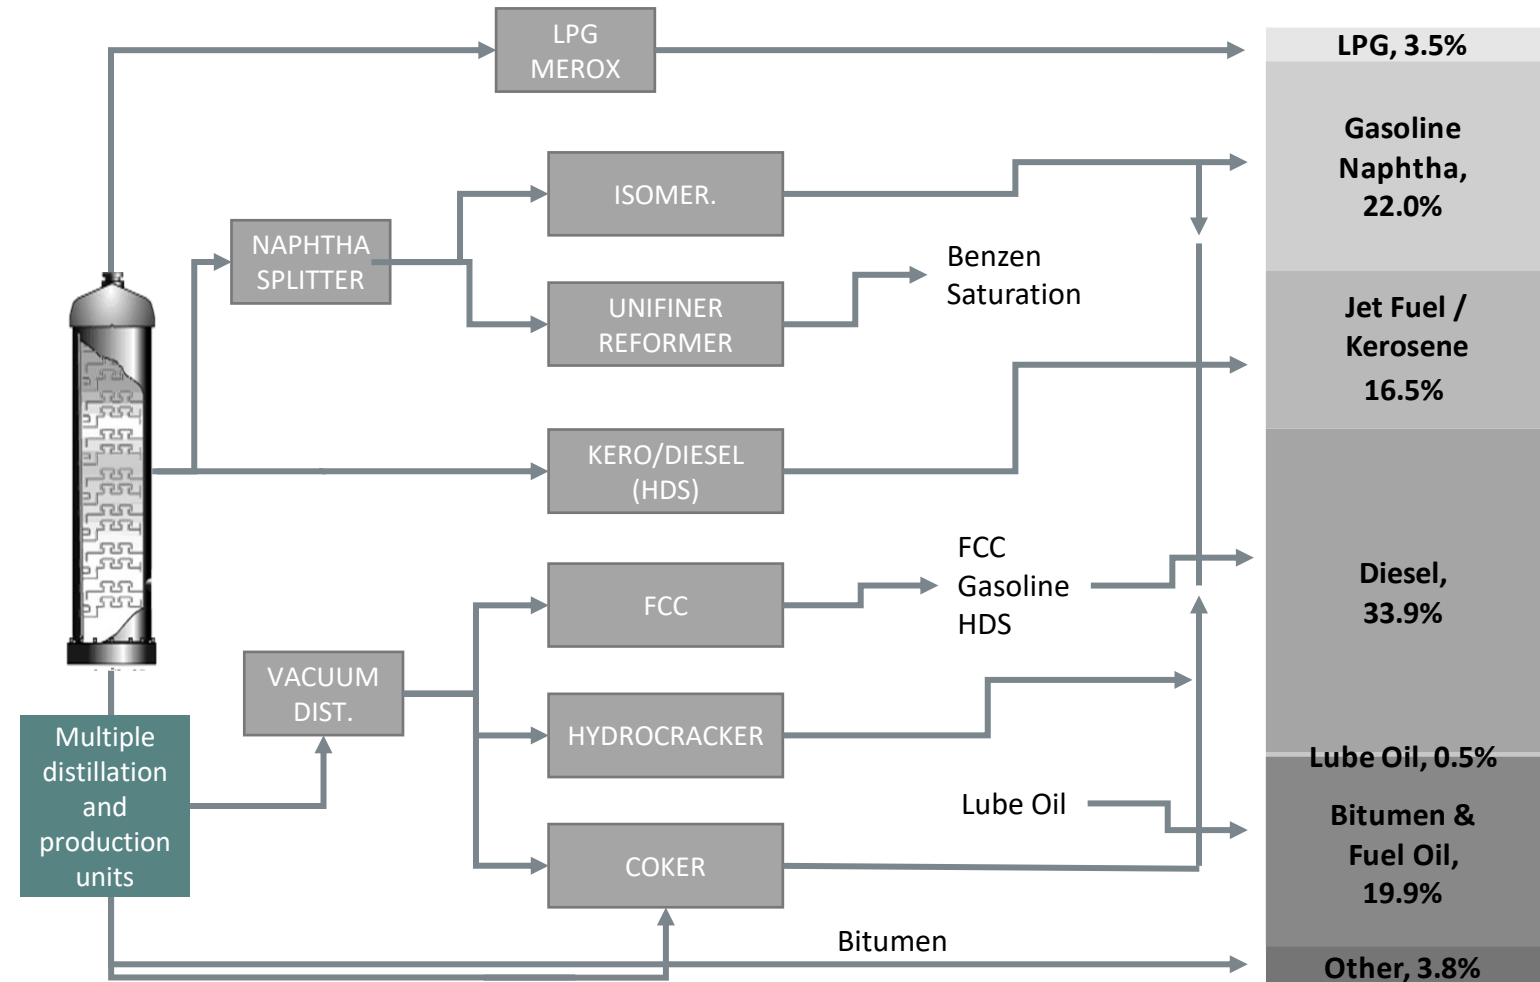 LPG
MEROX
LPG, 3.5%
Gasoline
Naphtha,
22.0%
ISOMER.
NAPHTHA
SPLITTER
Benzen
Saturation
UNIFINER
REFORMER
Jet Fuel /
Kerosene
16.5%
KERO/DIESEL
(HDS)
FCC
FCC
Gasoline
HDS
Diesel,
33.9%
VACUUM
DIST.
HYDROCRACKER
Multiple
distillation
and
production
units
Lube Oil, 0.5%
Lube Oil
Bitumen &
Fuel Oil,
19.9%
COKER
Bitumen
Other, 3.8%